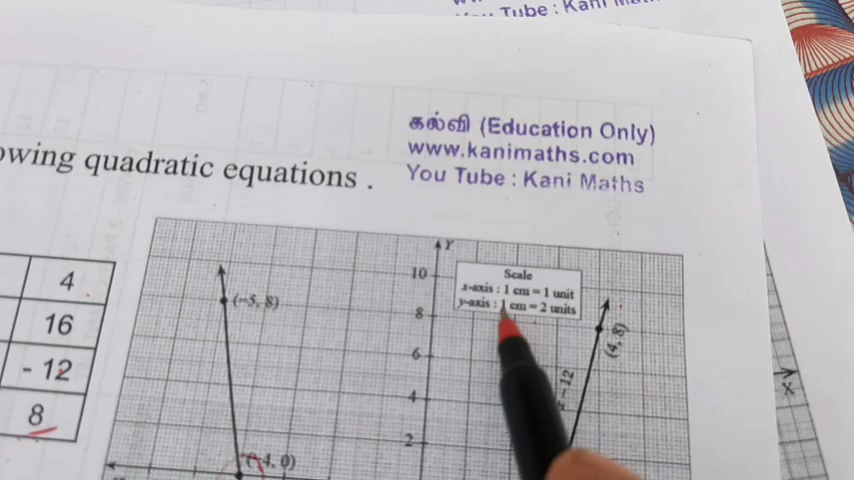 You Tube : Kani
கல்வி (Education Only)
www.kanimaths.com
You Tube : Kani Maths
owing quadratic equations .
4
16
- 12
8
Y
10
8
6
4
2
Scale
x-axis : 1 cm = 1 unit
y-axis : 1 cm = 2 units
(-5, 8)
(4, 8)
- 12
(-4, 0)
X